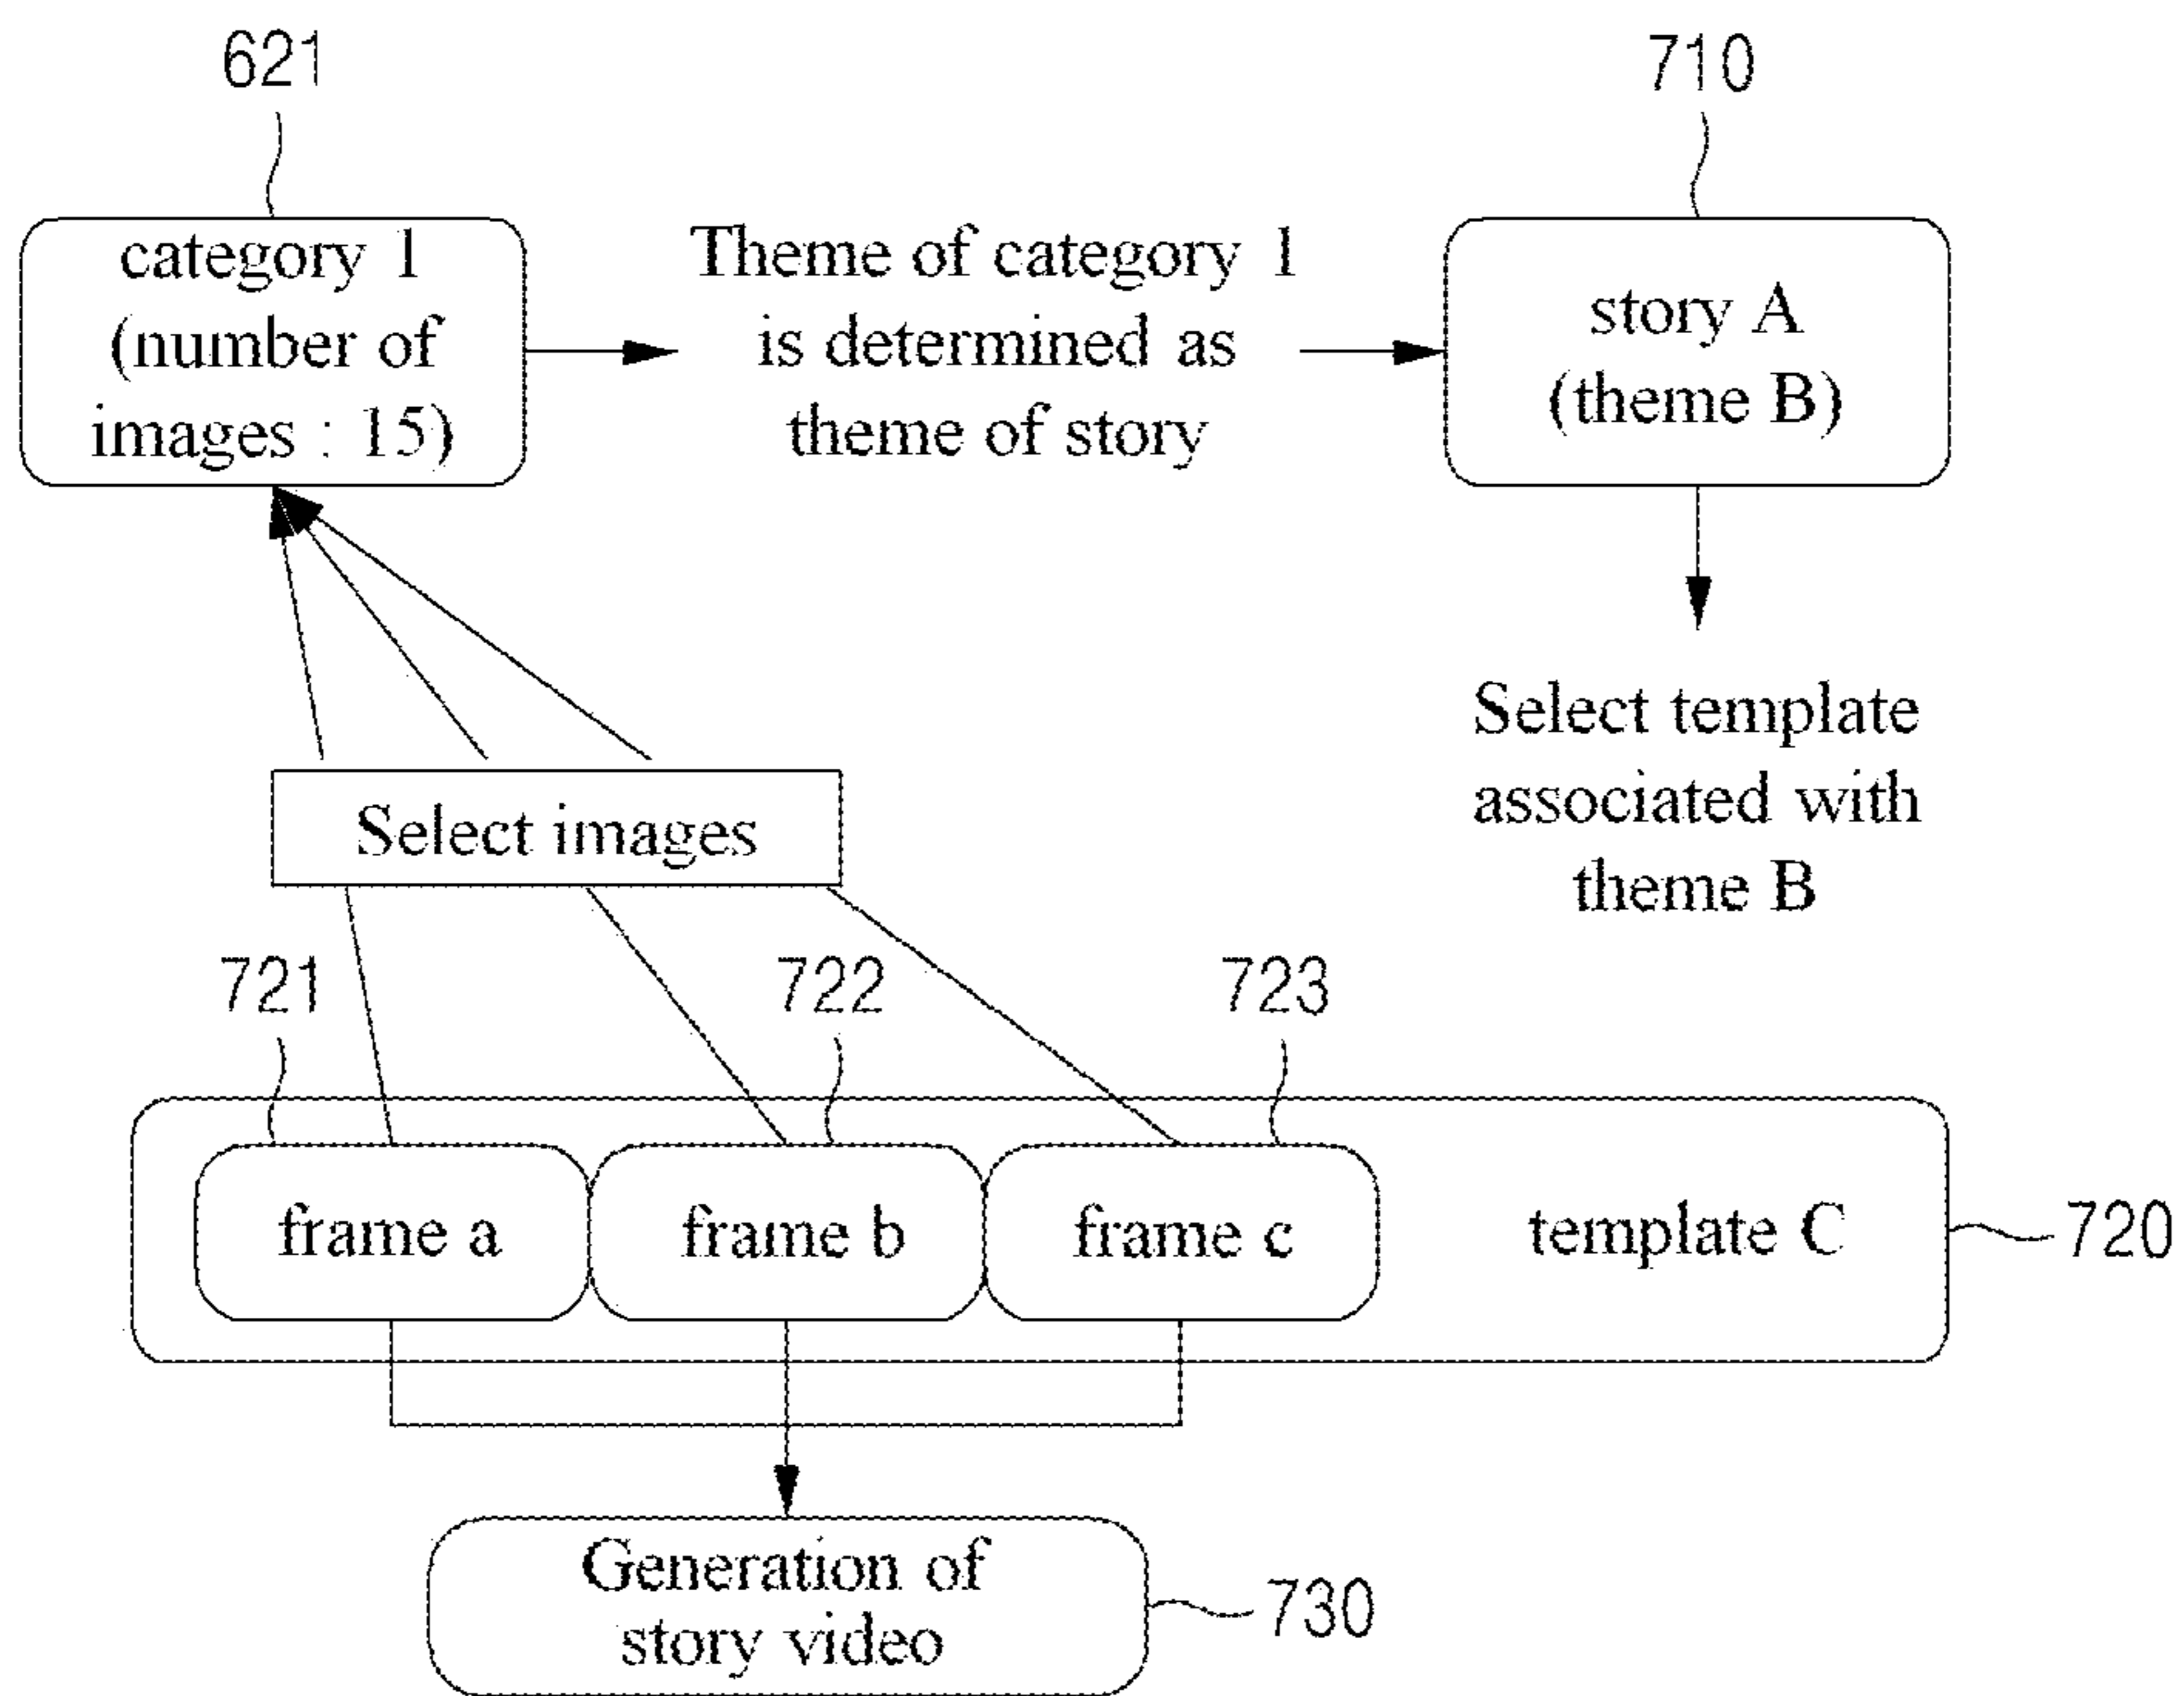 621
710
category 1
(number of
images : 15)
Theme of category 1
is determined as
theme of story
story A
(theme B)
Select template
associated with
theme B
Select images
721
722
723
frame a
frame b
frame c
template C
720
Generation of
story video
730